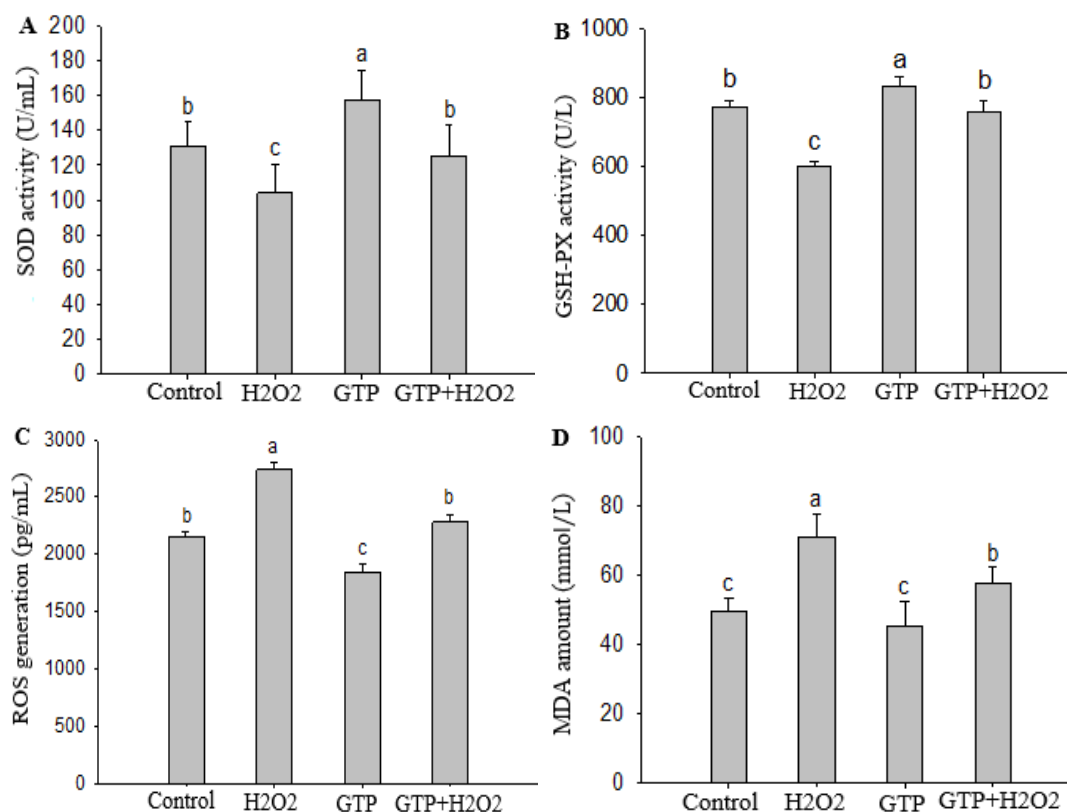 A
SOD activity (U/mL)
200
180
160
140
120
100
80
60
40
20
0
b
c
a
b
Control H2O2 GTP GTP+H2O2
B
GSH-PX activity (U/L)
1000
800
600
400
200
0
b
c
a
b
Control H2O2 GTP GTP+H2O2
C
ROS generation (pg/mL)
3000
2500
2000
1500
1000
500
0
b
a
c
b
Control H2O2 GTP GTP+H2O2
D
MDA amount (mmol/L)
100
80
60
40
20
0
c
a
c
b
Control H2O2 GTP GTP+H2O2